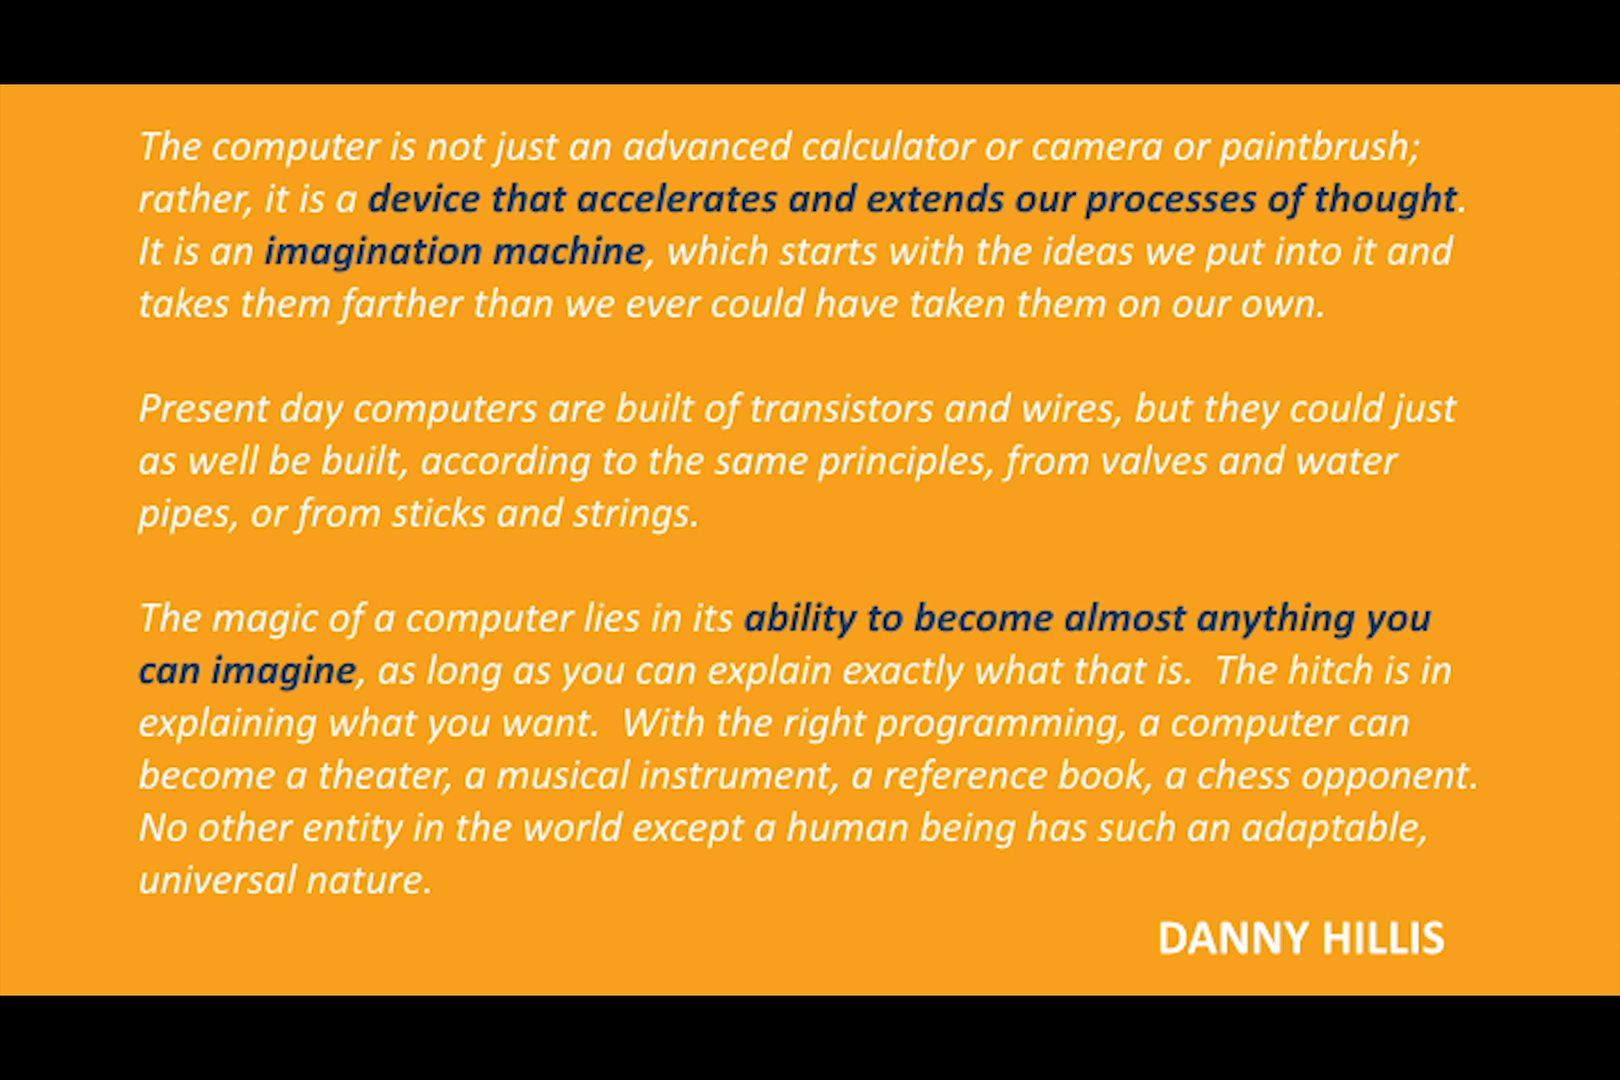 The computer is not just an advanced calculator or camera or paintbrush;
rather, it is a device that accelerates and extends our processes of thought.
It is an imagination machine, which starts with the ideas we put into it and
takes them farther than we ever could have taken them on our own.
Present day computers are built of transistors and wires, but they could just
as well be built, according to the same principles, from valves and water
pipes, or from sticks and strings.
The magic of a computer lies in its ability to become almost anything you
can imagine, as long as you can explain exactly what that is.  The hitch is in
explaining what you want.  With the right programming, a computer can
become a theater, a musical instrument, a reference book, a chess opponent.
No other entity in the world except a human being has such an adaptable,
universal nature.
DANNY HILLIS